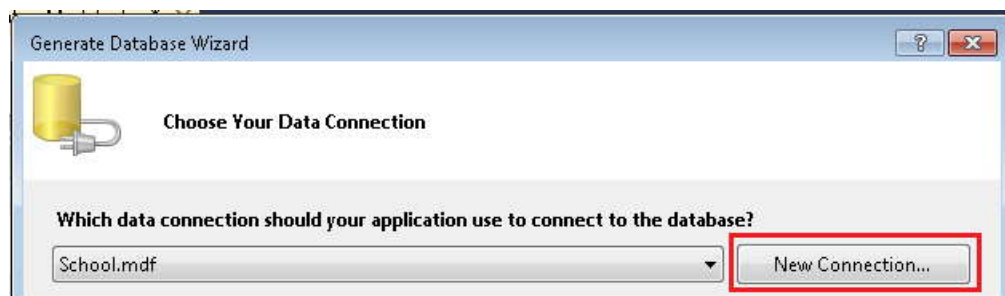 Generate Database Wizard
?
Choose Your Data Connection
Which data connection should your application use to connect to the database?
School.mdf
New Connection...